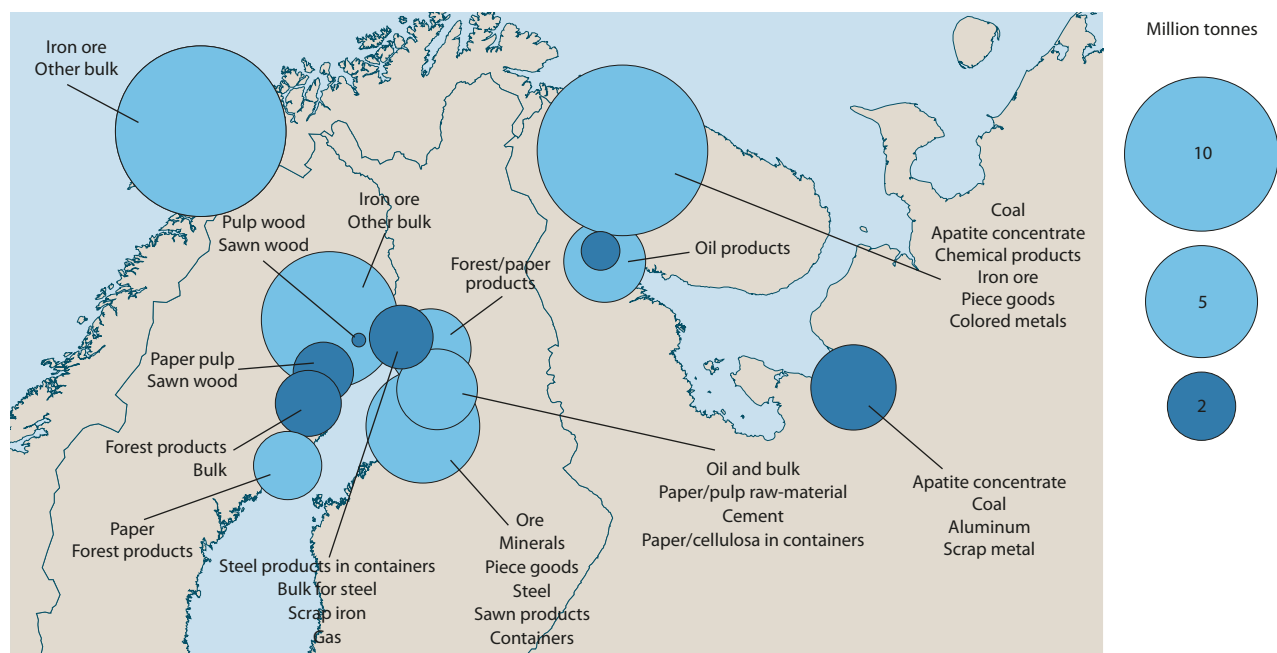 Iron ore
Other bulk
Million tonnes
10
5
2
Iron ore
Other bulk
Pulp wood
Sawn wood
Forest/paper
products
Oil products
Coal
Apatite concentrate
Chemical products
Iron ore
Piece goods
Colored metals
Paper pulp
Sawn wood
Forest products
Bulk
Paper
Forest products
Steel products in containers
Bulk for steel
Scrap iron
Gas
Ore
Minerals
Piece goods
Steel
Sawn products
Containers
Oil and bulk
Paper/pulp raw-material
Cement
Paper/cellulosa in containers
Apatite concentrate
Coal
Aluminum
Scrap metal